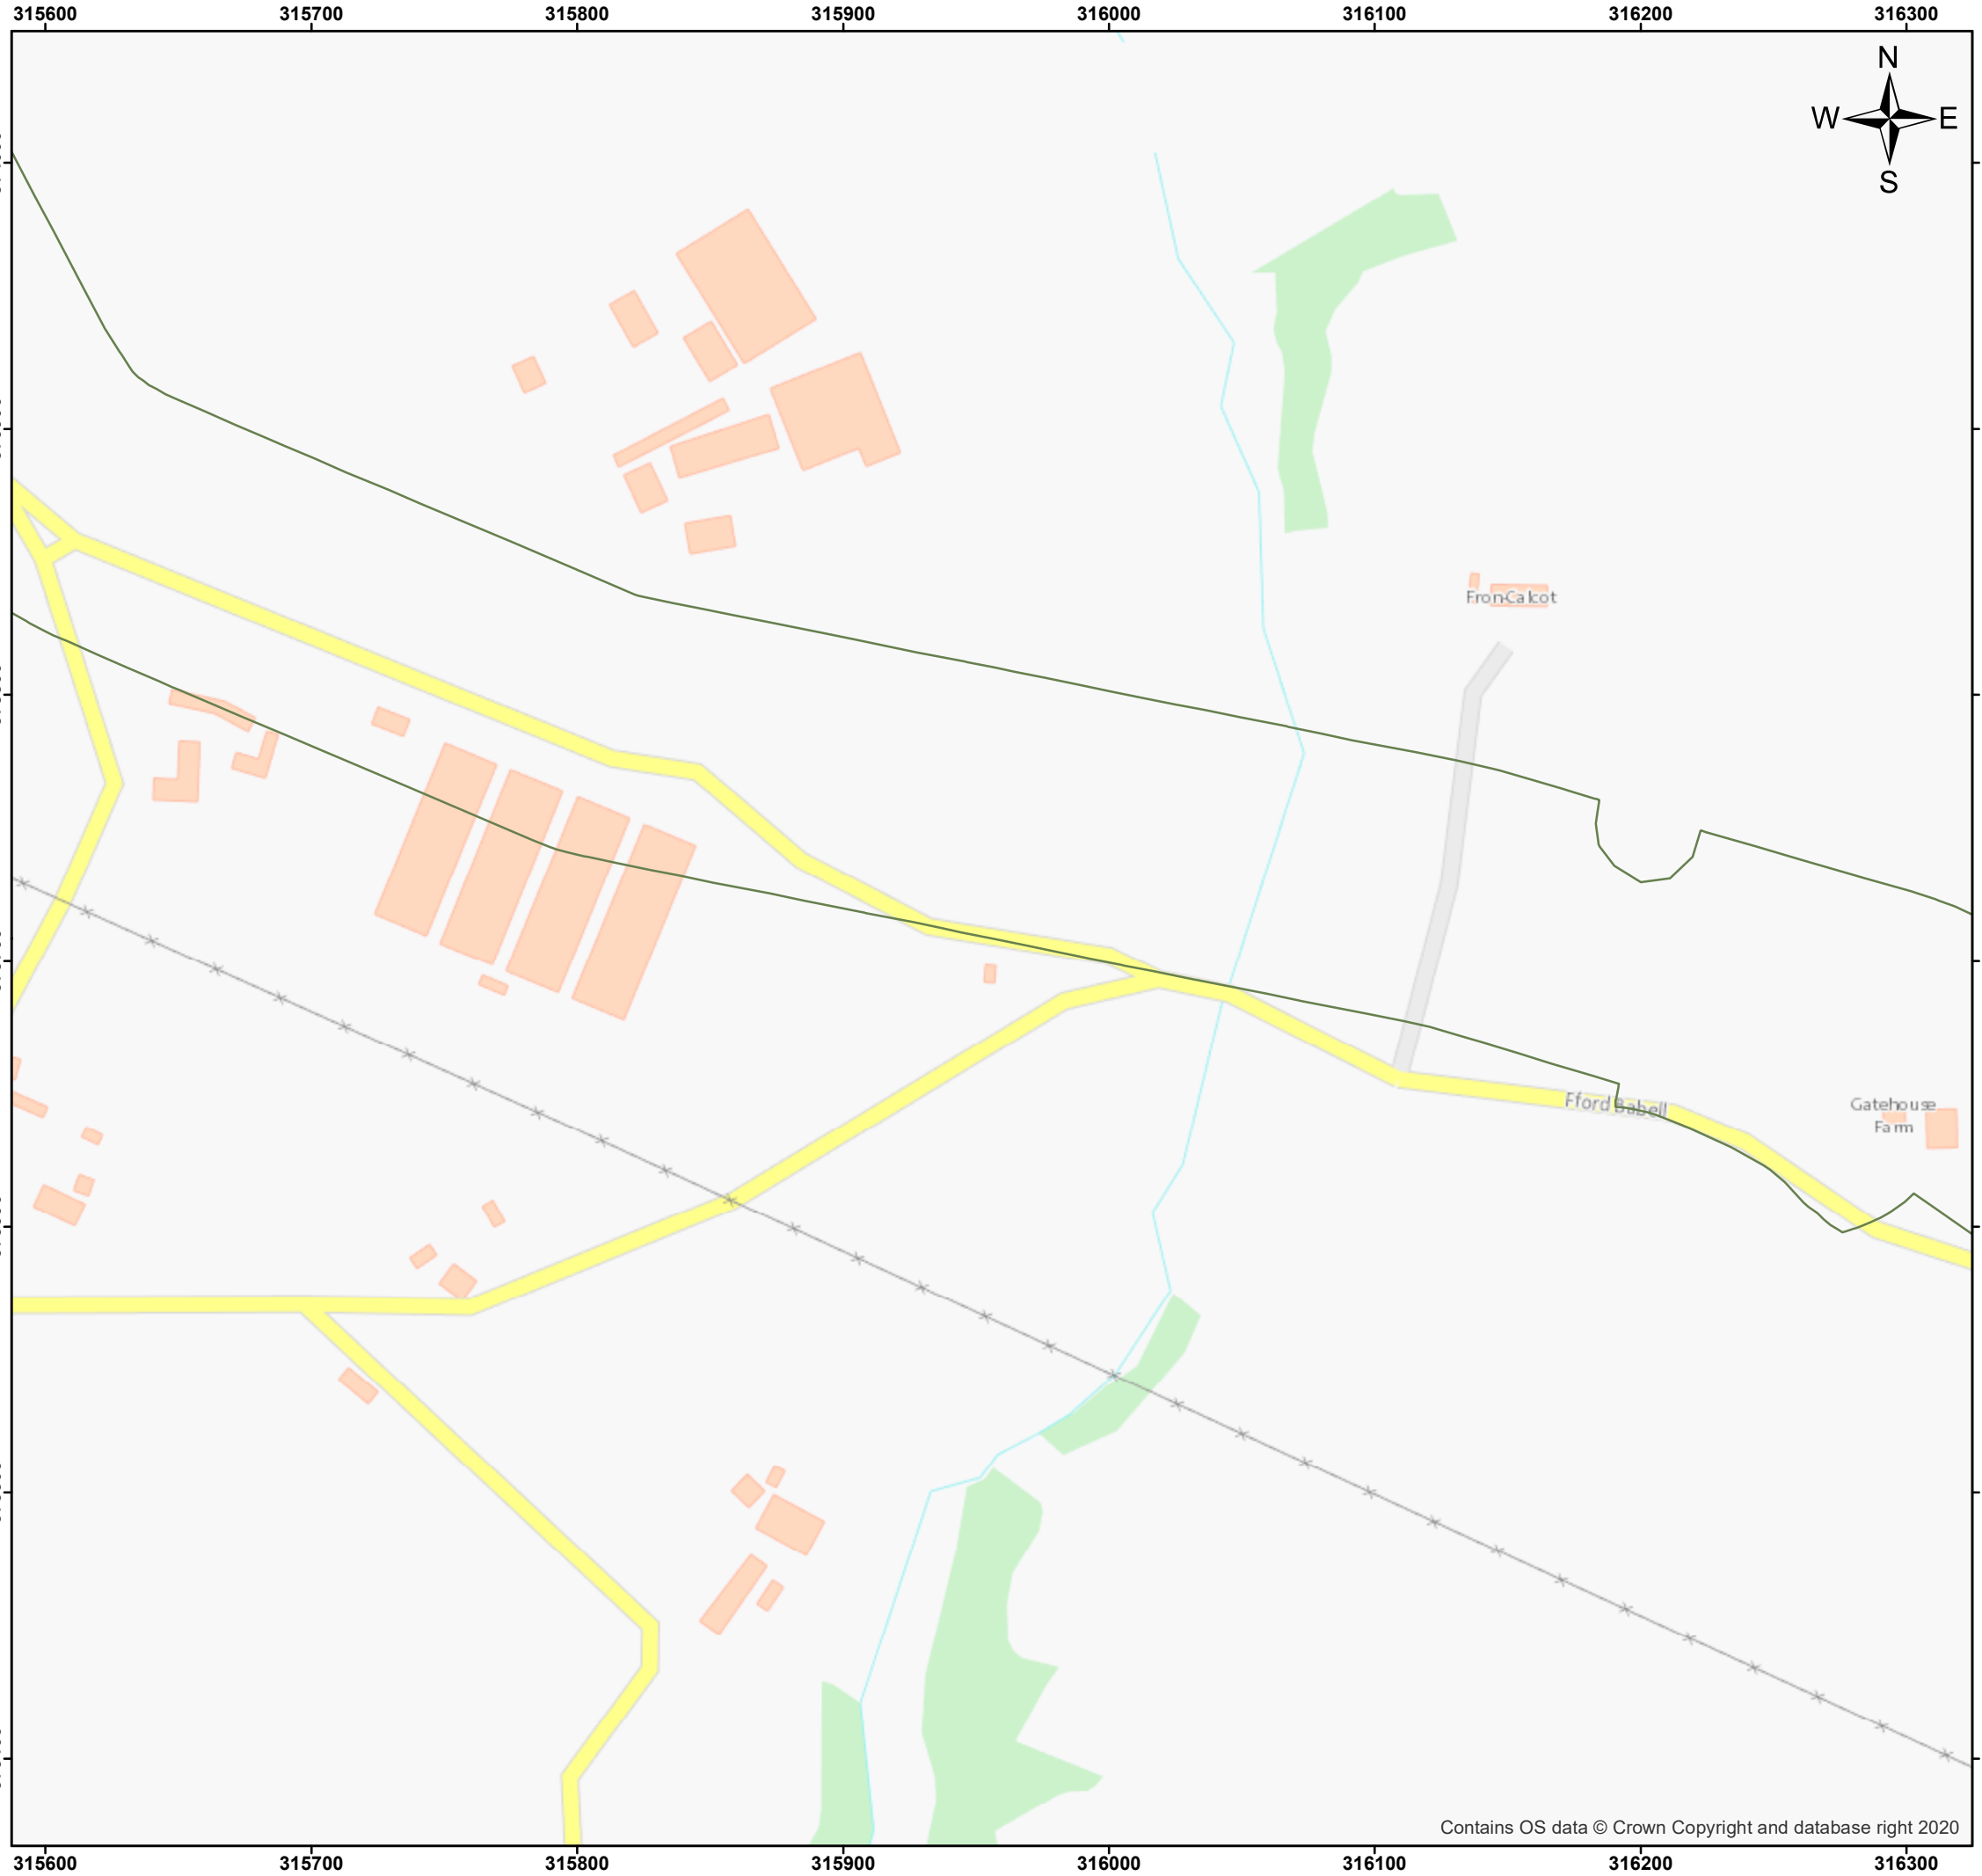 315600 315700 315800 315900 316000 316100 316200 316300
N
W E
S
Fron-Calcot
Fford Babell
Gatehouse
Farm
Contains OS data © Crown Copyright and database right 2020
315600 315700 315800 315900 316000 316100 316200 316300